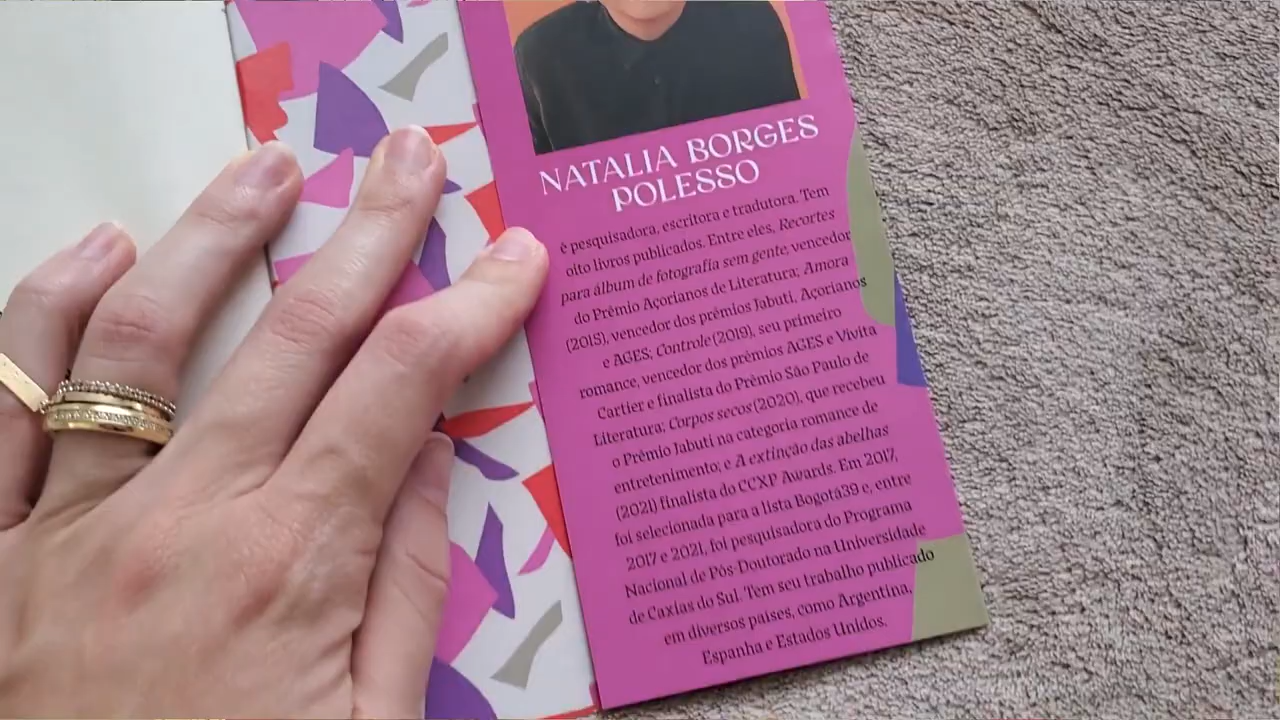 NATALIA BORGES
POLESSO
é pesquisadora, escritora e tradutora. Tem
oito livros publicados. Entre eles, Recortes
para álbum de fotografia sem gente, vencedor
do Prêmio Açorianos de Literatura; Amora
(2015), vencedor dos prêmios Jabuti, Açorianos
e AGES; Controle (2019), seu primeiro
romance, vencedor dos prêmios AGES e Vivita
Cartier e finalista do Prêmio São Paulo de
Literatura; Corpos secos (2020), que recebeu
o Prêmio Jabuti na categoria romance de
entretenimento; e A extinção das abelhas
(2021) finalista do CCXP Awards. Em 2017,
foi selecionada para a lista Bogotá39 e, entre
2017 e 2021, foi pesquisadora do Programa
Nacional de Pós-Doutorado na Universidade
de Caxias do Sul. Tem seu trabalho publicado
em diversos países, como Argentina,
Espanha e Estados Unidos.